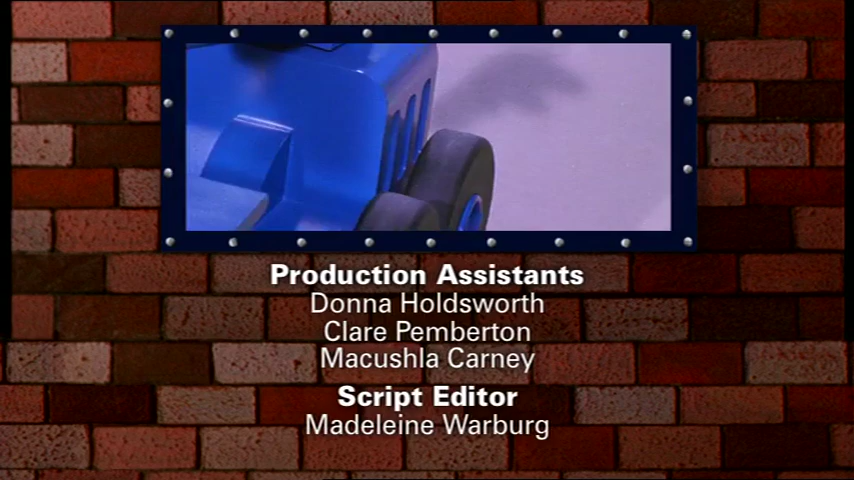 Production Assistants
Donna Holdsworth
Clare Pemberton
Macushla Carney
Script Editor
Madeleine Warburg